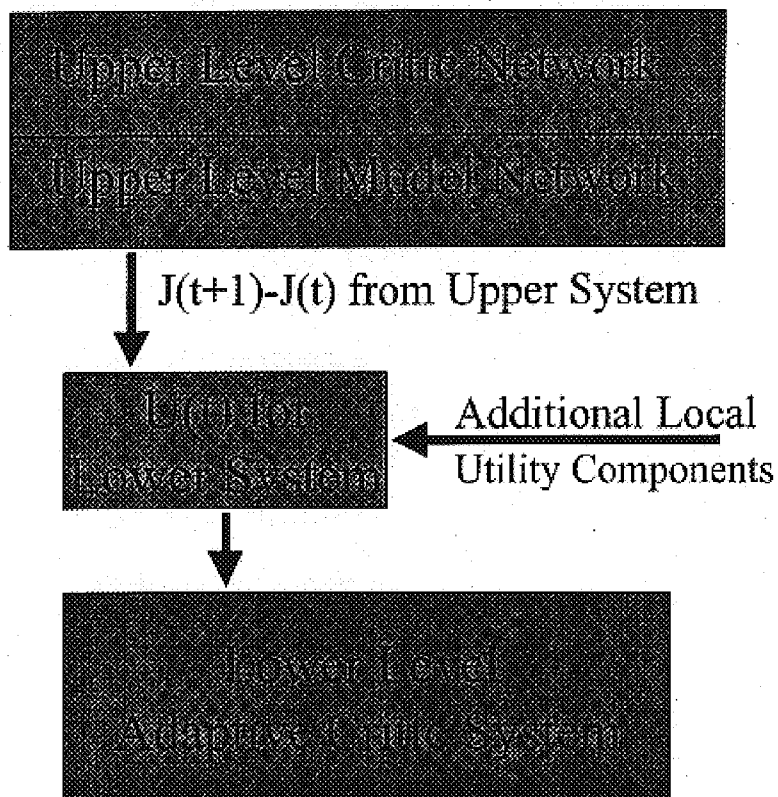 Upper Level Critic Network
Upper Level Model Network
J(t+1)-J(t) from Upper System
U(t) for
Lower System
Additional Local
Utility Components
Lower Level
Adaptive Critic System